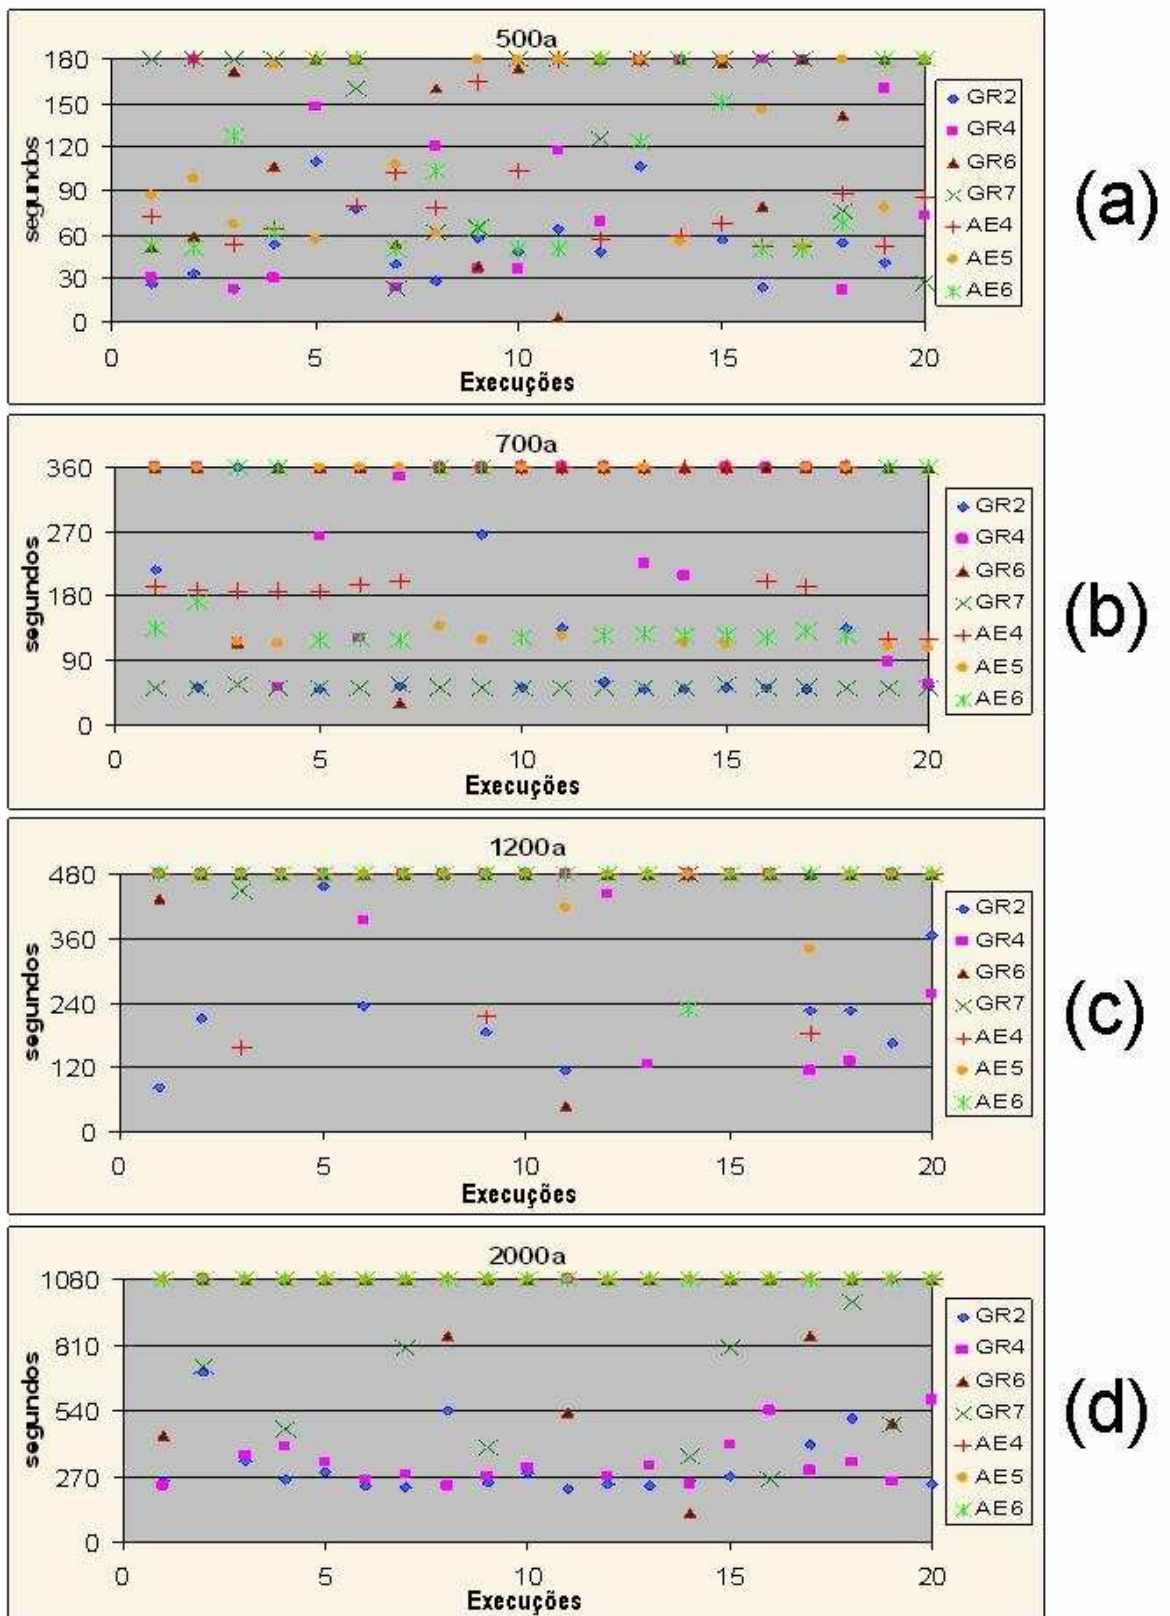 500a
180
150
120
90
60
30
0
segundos
0 5 10 15 20
Execuções
GR2
GR4
GR6
GR7
AE4
AE5
AE6
(a)
700a
360
270
180
90
0
segundos
0 5 10 15 20
Execuções
GR2
GR4
GR6
GR7
AE4
AE5
AE6
(b)
1200a
480
360
240
120
0
segundos
0 5 10 15 20
Execuções
GR2
GR4
GR6
GR7
AE4
AE5
AE6
(c)
2000a
1080
810
540
270
0
segundos
0 5 10 15 20
Execuções
GR2
GR4
GR6
GR7
AE4
AE5
AE6
(d)